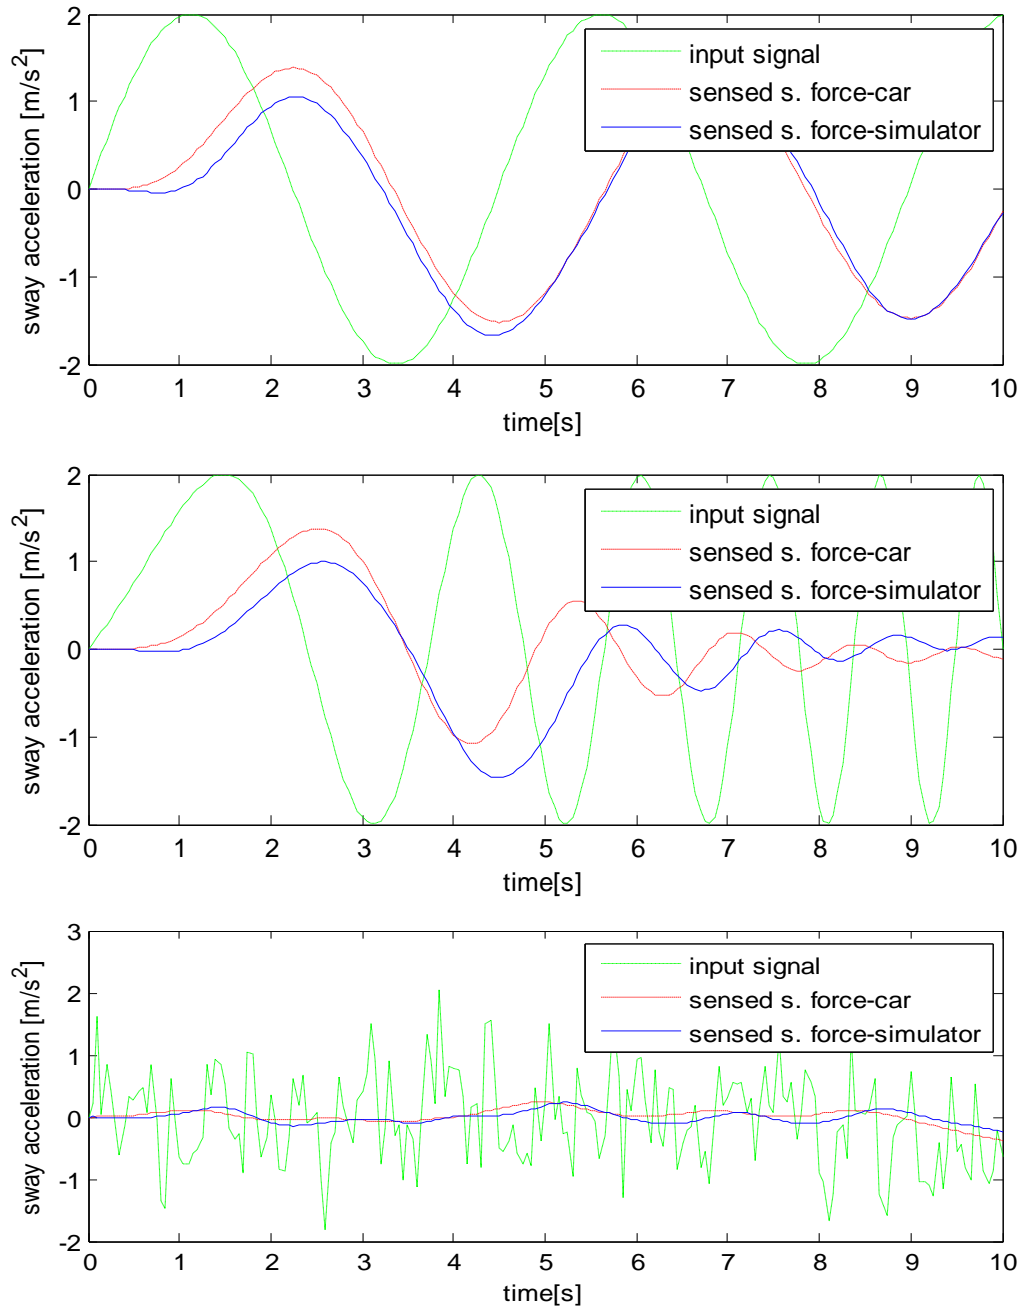 2
1
0
-1
-2
sway acceleration [m/s²]
input signal
sensed s. force-car
sensed s. force-simulator
0 1 2 3 4 5 6 7 8 9 10
time[s]
2
1
0
-1
-2
sway acceleration [m/s²]
input signal
sensed s. force-car
sensed s. force-simulator
0 1 2 3 4 5 6 7 8 9 10
time[s]
3
2
1
0
-1
-2
sway acceleration [m/s²]
input signal
sensed s. force-car
sensed s. force-simulator
0 1 2 3 4 5 6 7 8 9 10
time[s]